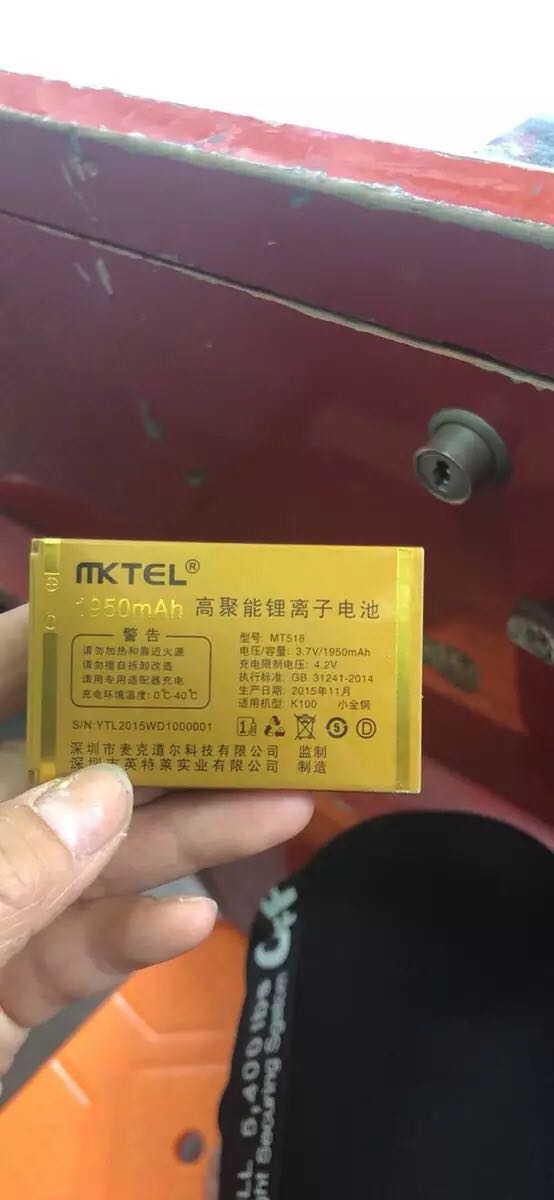 MKTEL®
1950mAh 高聚能锂离子电池
警告
请勿加热和靠近火源
请勿擅自拆卸改造
请用专用适配器充电
充电环境温度：0℃-40℃
型号：MT518
电压/容量：3.7V/1950mAh
充电限制电压：4.2V
执行标准：GB 31241-2014
生产日期：2015年11月
适用机型：K100 小金钢
S/N:YTL2015WD1000001
深圳市麦克道尔科技有限公司 监制
深圳市英特莱实业有限公司 制造
5,400 lbs
Securing